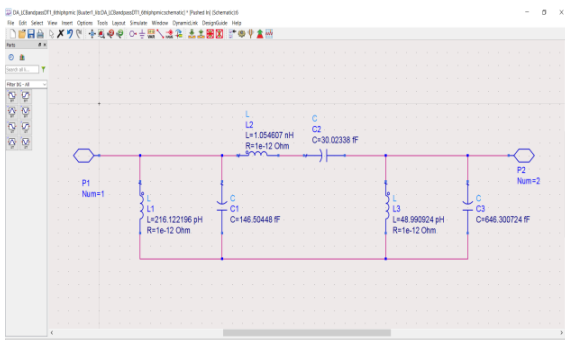 File Edit Select View Insert Options Tools Layout Simulate Window DynamicLink DesignGuide Help
Parts
L
L2
L=1.054607 nH
R=1e-12 Ohm
C
C2
C=30.02338 fF
P1
Num=1
L
L1
L=216.122196 pH
R=1e-12 Ohm
C
C1
C=146.50448 fF
L
L3
L=48.990924 pH
R=1e-12 Ohm
C
C3
C=646.300724 fF
P2
Num=2